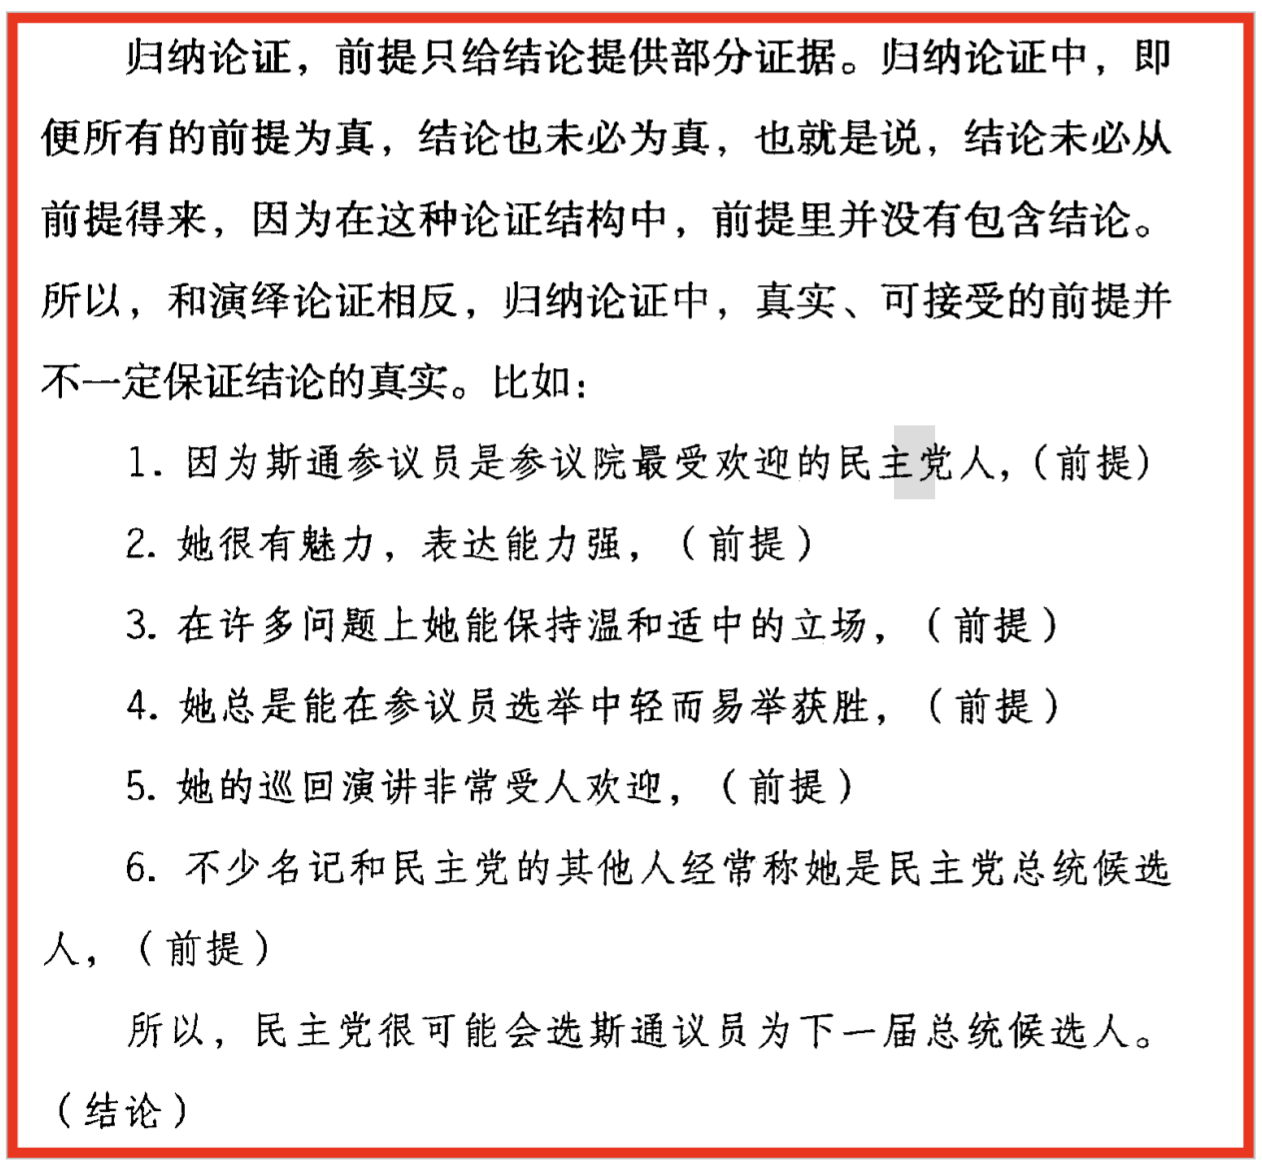 归纳论证，前提只给结论提供部分证据。归纳论证中，即
便所有的前提为真，结论也未必为真，也就是说，结论未必从
前提得来，因为在这种论证结构中，前提里并没有包含结论。
所以，和演绎论证相反，归纳论证中，真实、可接受的前提并
不一定保证结论的真实。比如：
1. 因为斯通参议员是参议院最受欢迎的民主党人，（前提）
2. 她很有魅力，表达能力强，（前提）
3. 在许多问题上她能保持温和适中的立场，（前提）
4. 她总是能在参议员选举中轻而易举获胜，（前提）
5. 她的巡回演讲非常受人欢迎，（前提）
6. 不少名记和民主党的其他人经常称她是民主党总统候选
人，（前提）
所以，民主党很可能会选斯通议员为下一届总统候选人。
（结论）